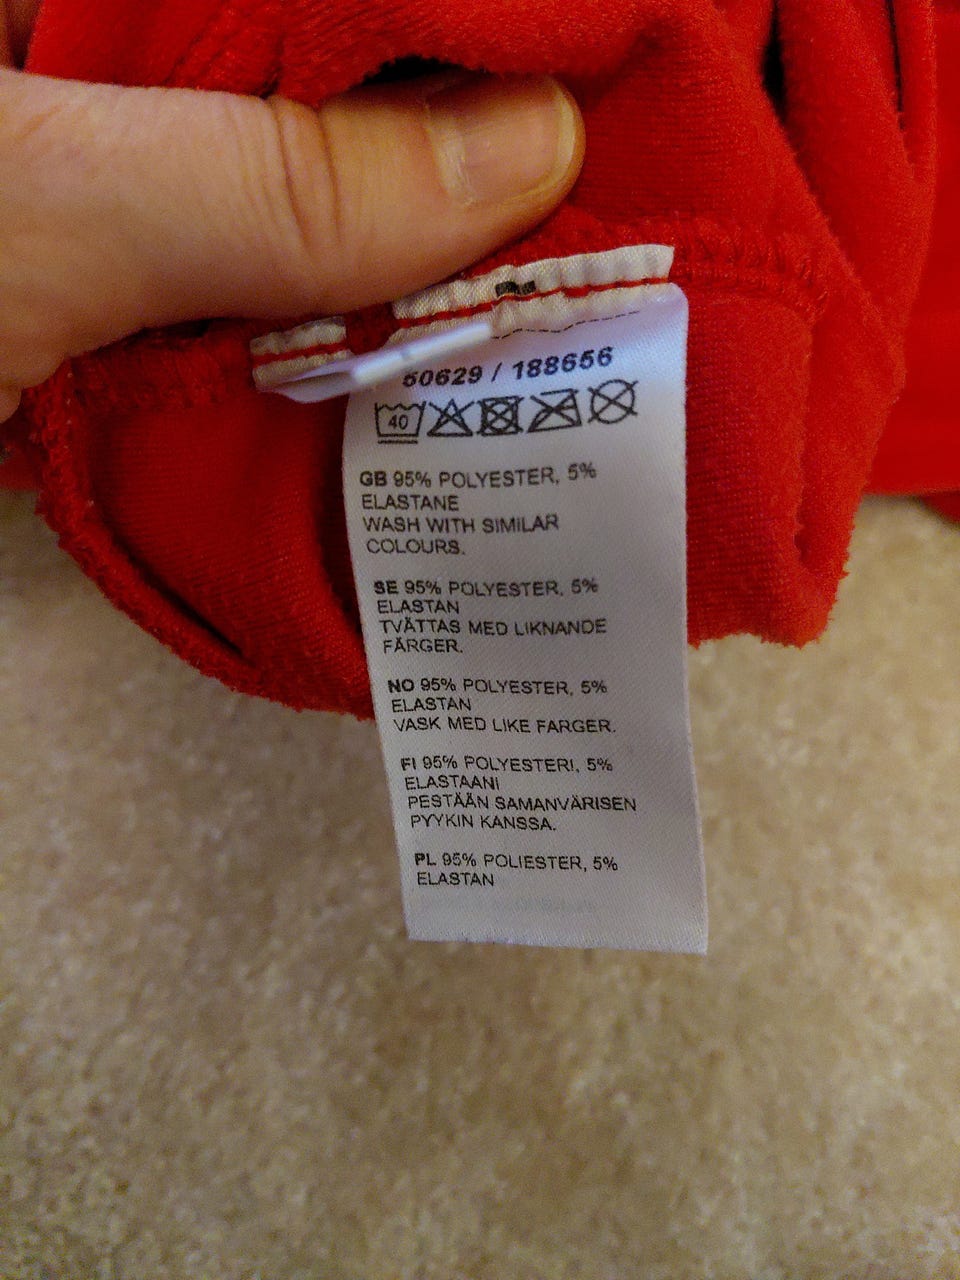 60629 / 188656
40
GB 95% POLYESTER, 5%
ELASTANE
WASH WITH SIMILAR
COLOURS.
SE 95% POLYESTER, 5%
ELASTAN
TVÄTTAS MED LIKNANDE
FÄRGER.
NO 95% POLYESTER, 5%
ELASTAN
VASK MED LIKE FARGER.
FI 95% POLYESTERI, 5%
ELASTAANI
PESTÄÄN SAMANVÄRISEN
PYYKIN KANSSA.
PL 95% POLIESTER, 5%
ELASTAN